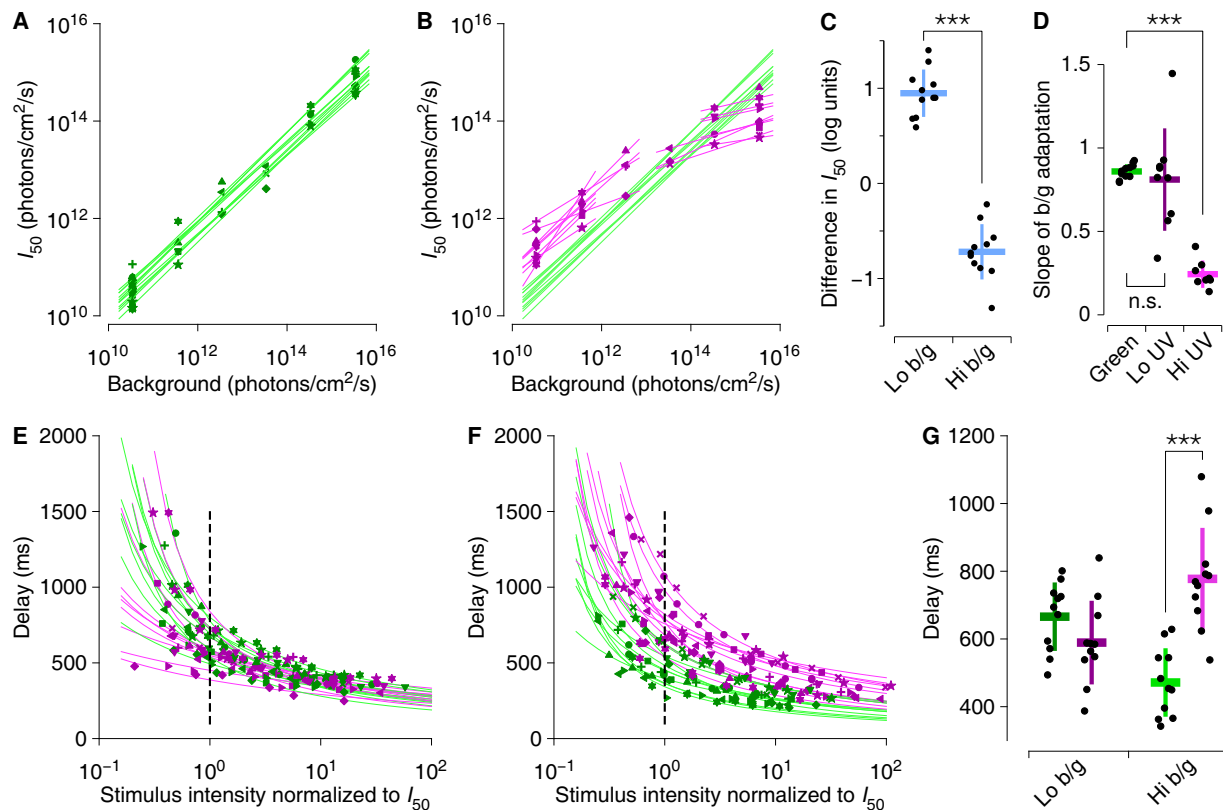 A
I50 (photons/cm2/s)
10^16
10^14
10^12
10^10
10^10
10^12
10^14
10^16
Background (photons/cm2/s)
B
I50 (photons/cm2/s)
10^16
10^14
10^12
10^10
10^10
10^12
10^14
10^16
Background (photons/cm2/s)
C
***
Difference in I50 (log units)
1
0
−1
Lo b/g
Hi b/g
D
***
Slope of b/g adaptation
1.5
1
0.5
0
n.s.
Green
Lo UV
Hi UV
E
Delay (ms)
2000
1500
1000
500
0
10^−1
10^0
10^1
10^2
Stimulus intensity normalized to I50
F
Delay (ms)
2000
1500
1000
500
0
10^−1
10^0
10^1
10^2
Stimulus intensity normalized to I50
G
***
Delay (ms)
1200
1000
800
600
400
Lo b/g
Hi b/g